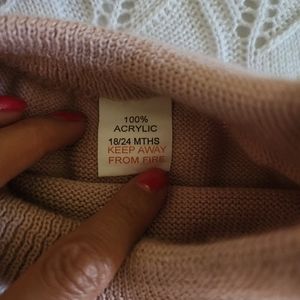 100%
ACRYLIC
18/24 MTHS
KEEP AWAY
FROM FIRE